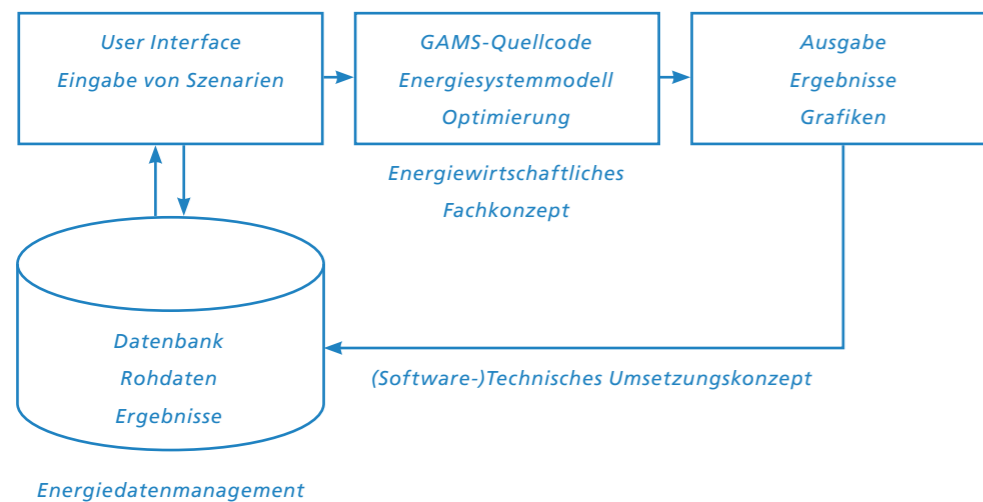 User Interface
Eingabe von Szenarien
GAMS-Quellcode
Energiesystemmodell
Optimierung
Ausgabe
Ergebnisse
Grafiken
Energiewirtschaftliches
Fachkonzept
Datenbank
Rohdaten
Ergebnisse
(Software-)Technisches Umsetzungskonzept
Energiedatenmanagement